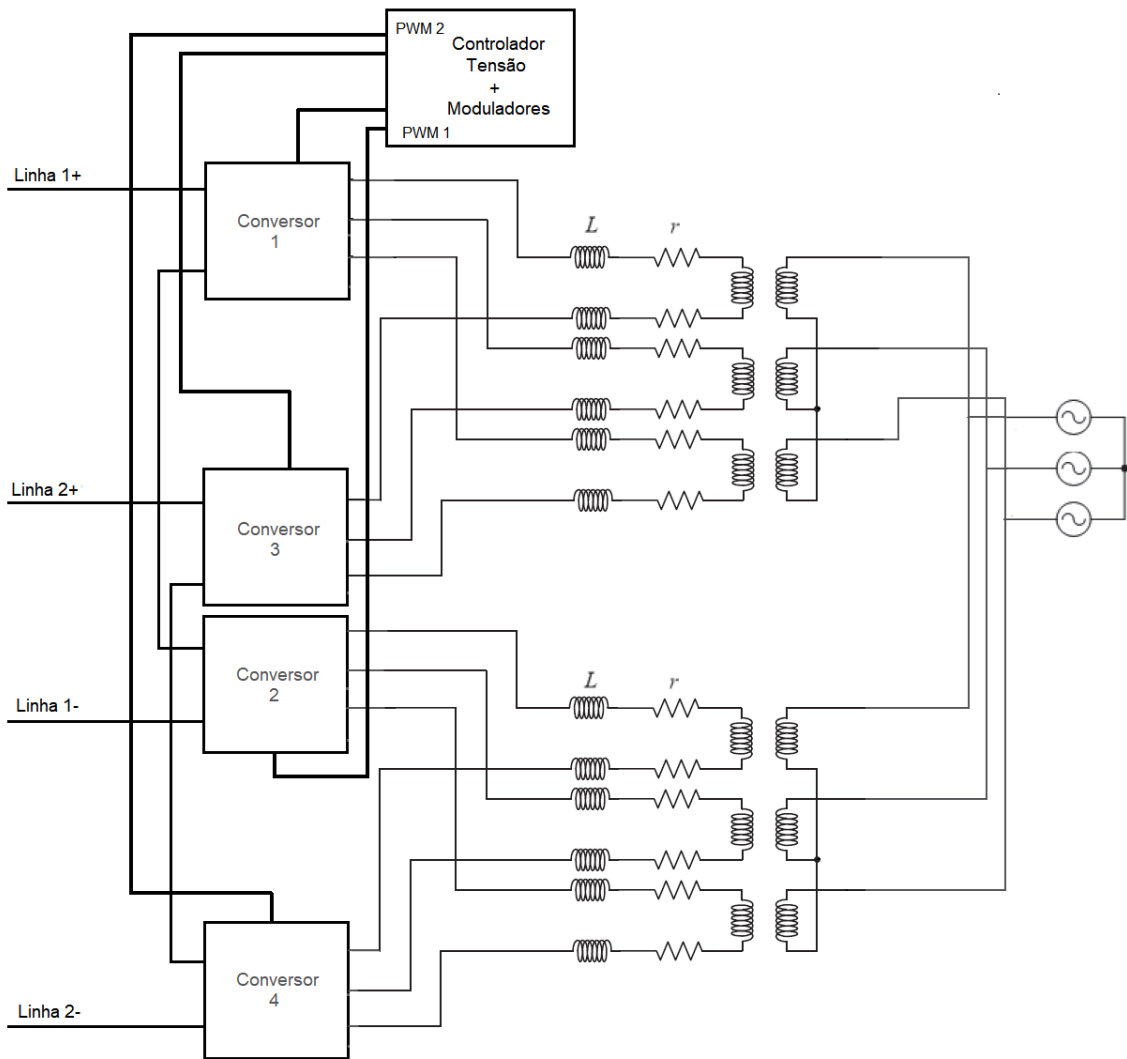 PWM 2
Controlador
Tensão
+
Moduladores
PWM 1
Linha 1+
Conversor
1
L
r
Linha 2+
Conversor
3
Conversor
2
L
r
Linha 1-
Conversor
4
Linha 2-